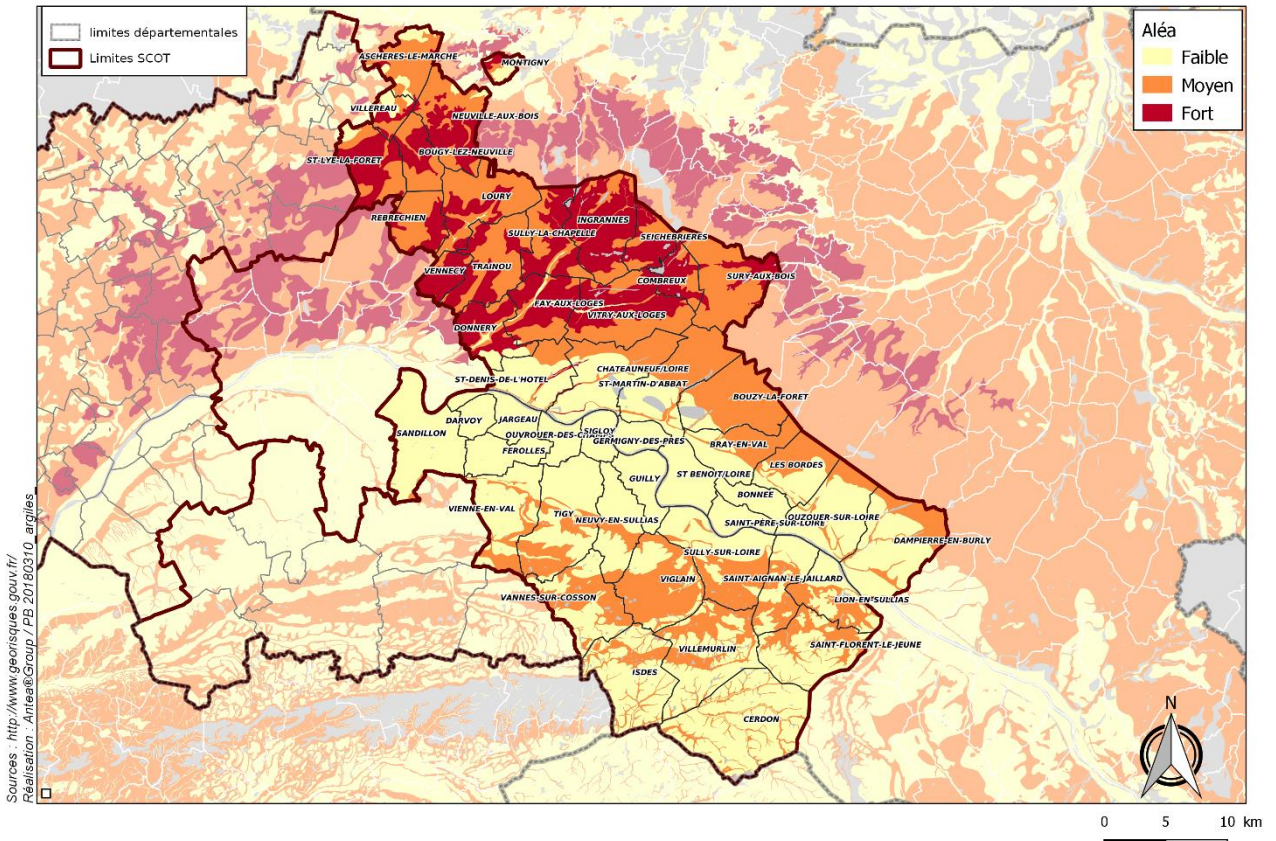 limites départementales
Limites SCOT
Aléa
Faible
Moyen
Fort
ASCHERES-LE-MARCHE
MONTIGNY
VILLEREAU
NEUVILLE-AUX-BOIS
ST-LYE-LA-FORET
BOUGY-LEZ-NEUVILLE
LOURY
REBRECHIEN
INGRANNES
SULLY-LA-CHAPELLE
SEICHEBRIERES
VENNECY
TRAINOU
COMBREUX
SURY-AUX-BOIS
FAY-AUX-LOGES
VITRY-AUX-LOGES
DONNERY
CHATEAUNEUF/LOIRE
ST-DENIS-DE-L'HOTEL
ST-MARTIN-D'ABBAT
BOUZY-LA-FORET
DARVOY
JARGEAU
SANDILLON
SIGLOY
OUVROUER-DES-CHAMPS
GERMIGNY-DES-PRES
BRAY-EN-VAL
FEROLLES
LES BORDES
GUILLY
ST BENOIT/LOIRE
BONNEE
VIENNE-EN-VAL
TIGY
NEUVY-EN-SULLIAS
OUZOUER-SUR-LOIRE
SAINT-PERE-SUR-LOIRE
DAMPIERRE-EN-BURLY
SULLY-SUR-LOIRE
VIGLAIN
SAINT-AIGNAN-LE-JAILLARD
VANNES-SUR-COSSON
LION-EN-SULLIAS
VILLEMURLIN
SAINT-FLORENT-LE-JEUNE
ISDES
CERDON
N
0 5 10 km
Sources : http://www.georisques.gouv.fr/
Réalisation : Antea®Group / PIB 20180310_argiles